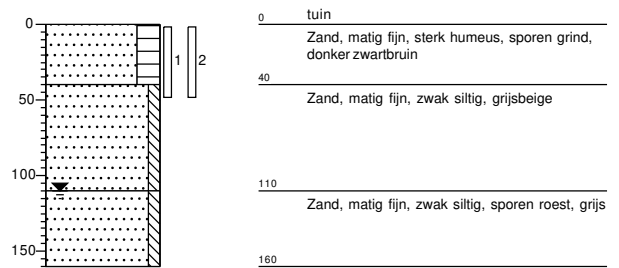 0
50
100
150
1
2
0 tuin
Zand, matig fijn, sterk humeus, sporen grind,
donker zwartbruin
40
Zand, matig fijn, zwak siltig, grijsbeige
110
Zand, matig fijn, zwak siltig, sporen roest, grijs
160